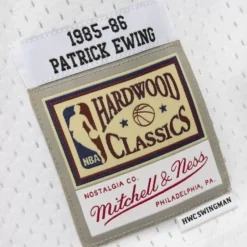 1985-86
PATRICK EWING
HARDWOOD
NBA
CLASSICS
NOSTALGIA CO.
Mitchell & Ness
PHILADELPHIA, PA.
HWC SWINGMAN